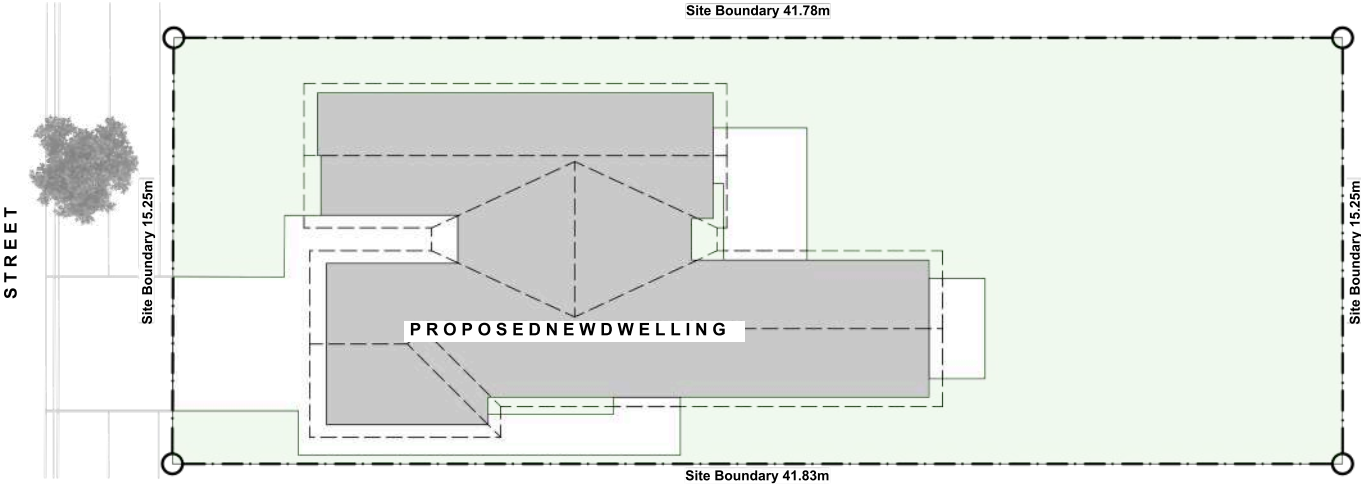 Site Boundary 41.78m
STREET
Site Boundary 15.25m
Site Boundary 15.25m
PROPOSEDNEWDWELLING
Site Boundary 41.83m